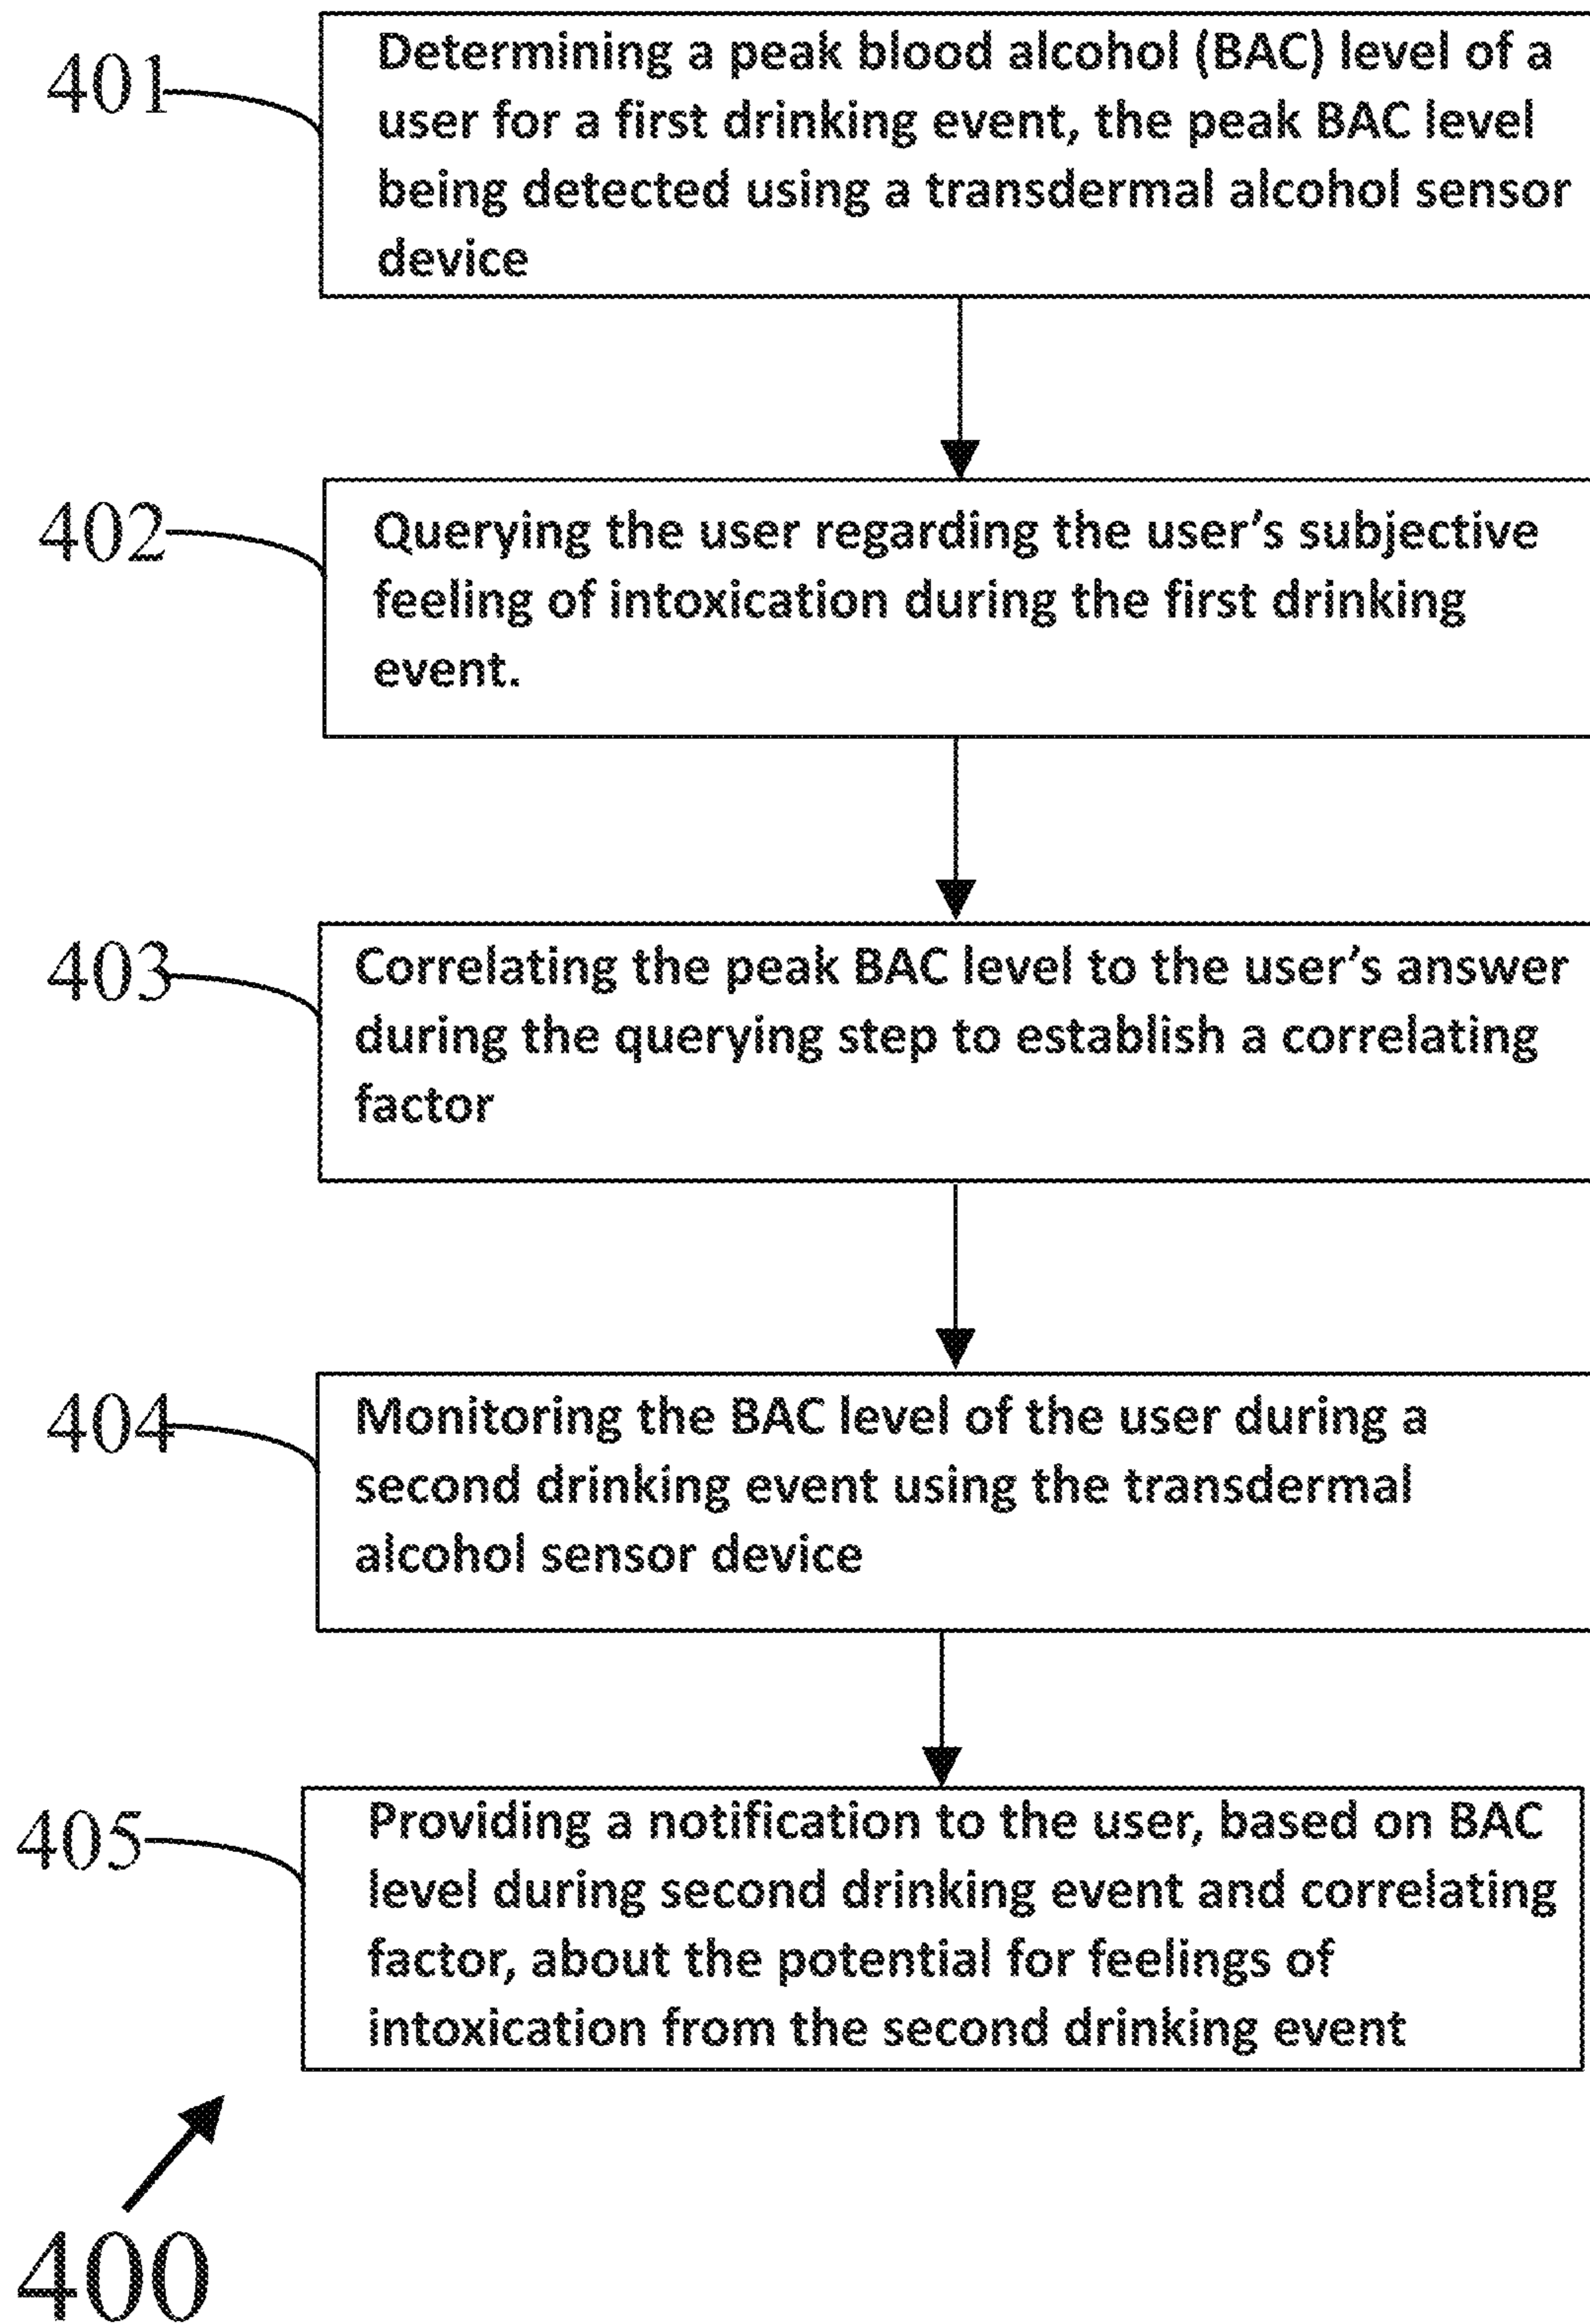 401
Determining a peak blood alcohol (BAC) level of a
user for a first drinking event, the peak BAC level
being detected using a transdermal alcohol sensor
device
402
Querying the user regarding the user's subjective
feeling of intoxication during the first drinking
event.
403
Correlating the peak BAC level to the user's answer
during the querying step to establish a correlating
factor
404
Monitoring the BAC level of the user during a
second drinking event using the transdermal
alcohol sensor device
405
Providing a notification to the user, based on BAC
level during second drinking event and correlating
factor, about the potential for feelings of
intoxication from the second drinking event
400